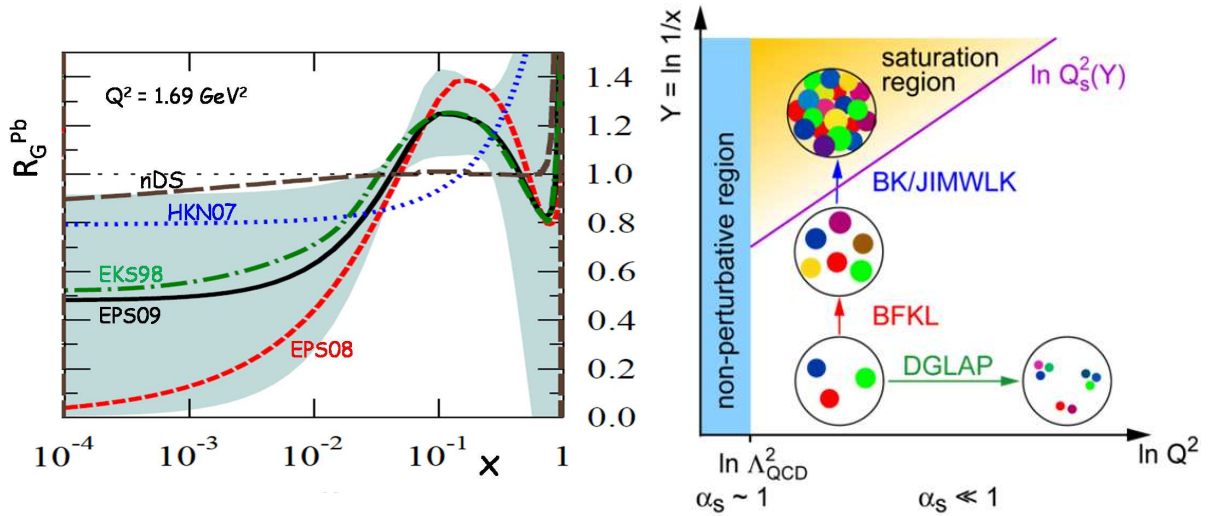 Q² = 1.69 GeV²
R_G^Pb
nDS
HKN07
EKS98
EPS09
EPS08
1.4
1.2
1.0
0.8
0.6
0.4
0.2
0.0
10⁻⁴
10⁻³
10⁻²
10⁻¹
x
1
Y = ln 1/x
non-perturbative region
saturation
region
ln Q_s²(Y)
BK/JIMWLK
BFKL
DGLAP
ln Λ²_QCD
ln Q²
α_s ~ 1
α_s ≪ 1